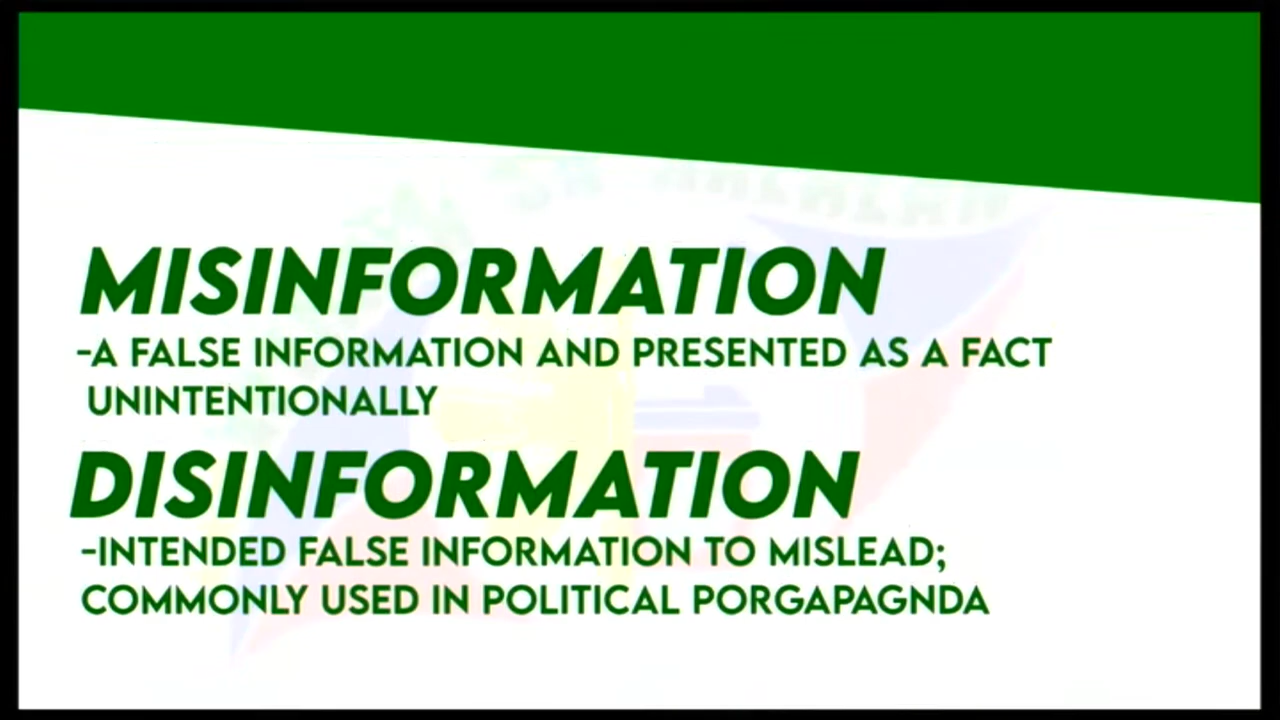 MISINFORMATION
-A FALSE INFORMATION AND PRESENTED AS A FACT
UNINTENTIONALLY
DISINFORMATION
-INTENDED FALSE INFORMATION TO MISLEAD;
COMMONLY USED IN POLITICAL PORGAPAGNDA